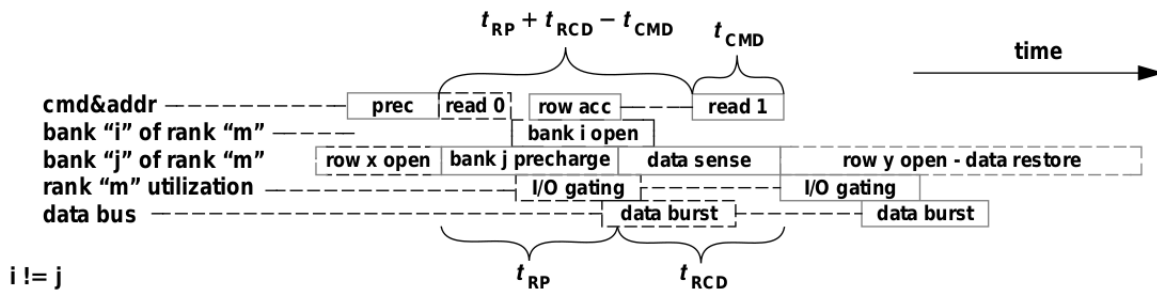 t_RP + t_RCD − t_CMD t_CMD
time
cmd&addr prec read 0 row acc read 1
bank “i” of rank “m” bank i open
bank “j” of rank “m” row x open bank j precharge data sense row y open - data restore
rank “m” utilization I/O gating I/O gating
data bus data burst data burst
t_RP t_RCD
i != j